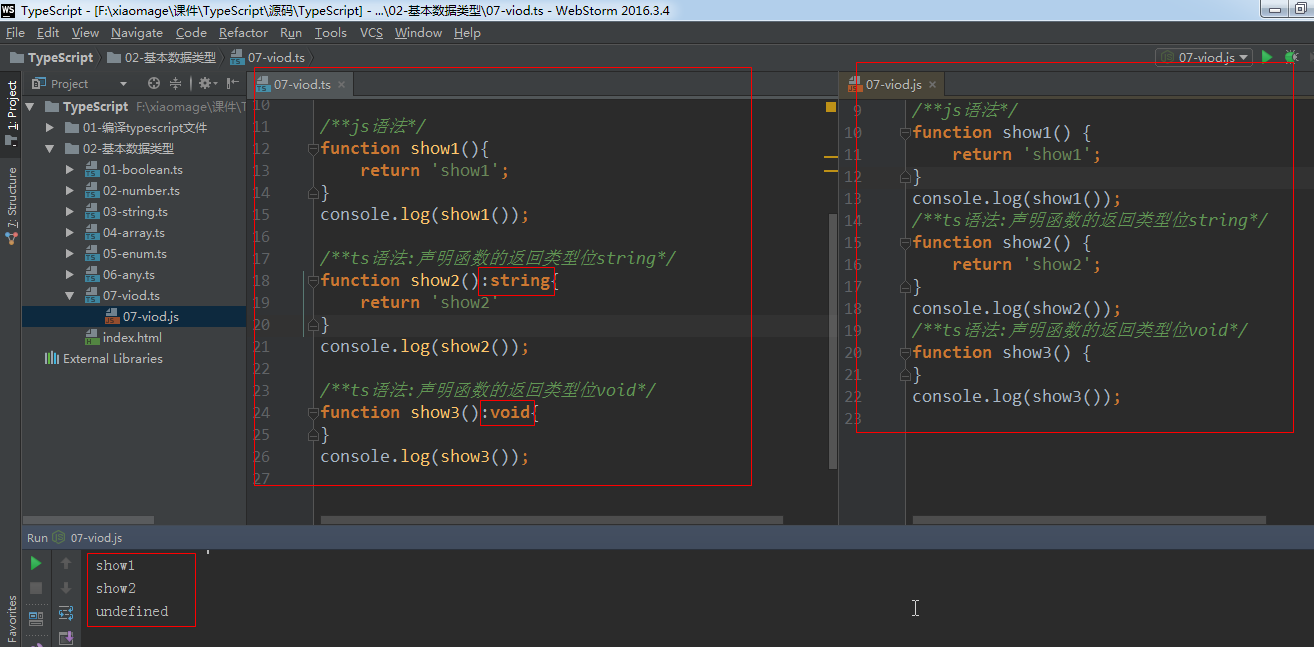 WS TypeScript - [F:\xiaomage\课件\TypeScript\源码\TypeScript] - ...\02-基本数据类型\07-viod.ts - WebStorm 2016.3.4
File Edit View Navigate Code Refactor Run Tools VCS Window Help
TypeScript 02-基本数据类型 07-viod.ts
07-viod.js
1: Project
7: Structure
Favorites
Project
TypeScript F:\xiaomage\课件\T
01-编译typescript文件
02-基本数据类型
01-boolean.ts
02-number.ts
03-string.ts
04-array.ts
05-enum.ts
06-any.ts
07-viod.ts
07-viod.js
index.html
External Libraries
07-viod.ts
10
11 /**js语法*/
12 function show1(){
13 return 'show1';
14 }
15 console.log(show1());
16
17 /**ts语法:声明函数的返回类型位string*/
18 function show2():string{
19 return 'show2'
20 }
21 console.log(show2());
22
23 /**ts语法:声明函数的返回类型位void*/
24 function show3():void{
25 }
26 console.log(show3());
27
07-viod.js
9 /**js语法*/
10 function show1() {
11 return 'show1';
12 }
13 console.log(show1());
14 /**ts语法:声明函数的返回类型位string*/
15 function show2() {
16 return 'show2';
17 }
18 console.log(show2());
19 /**ts语法:声明函数的返回类型位void*/
20 function show3() {
21 }
22 console.log(show3());
23
Run 07-viod.js
show1
show2
undefined